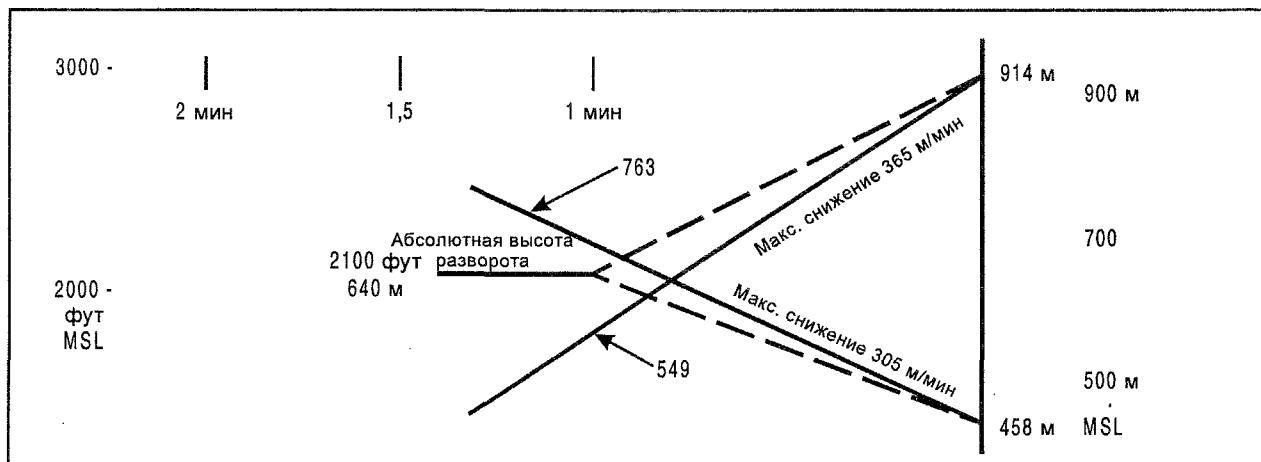 3000 -
914 м
900 м
2 мин
1,5
1 мин
763
Макс. снижение 365 м/мин
Абсолютная высота
разворота
2100 фут
640 м
700
2000 -
фут
MSL
Макс. снижение 305 м/мин
549
500 м
458 м
MSL